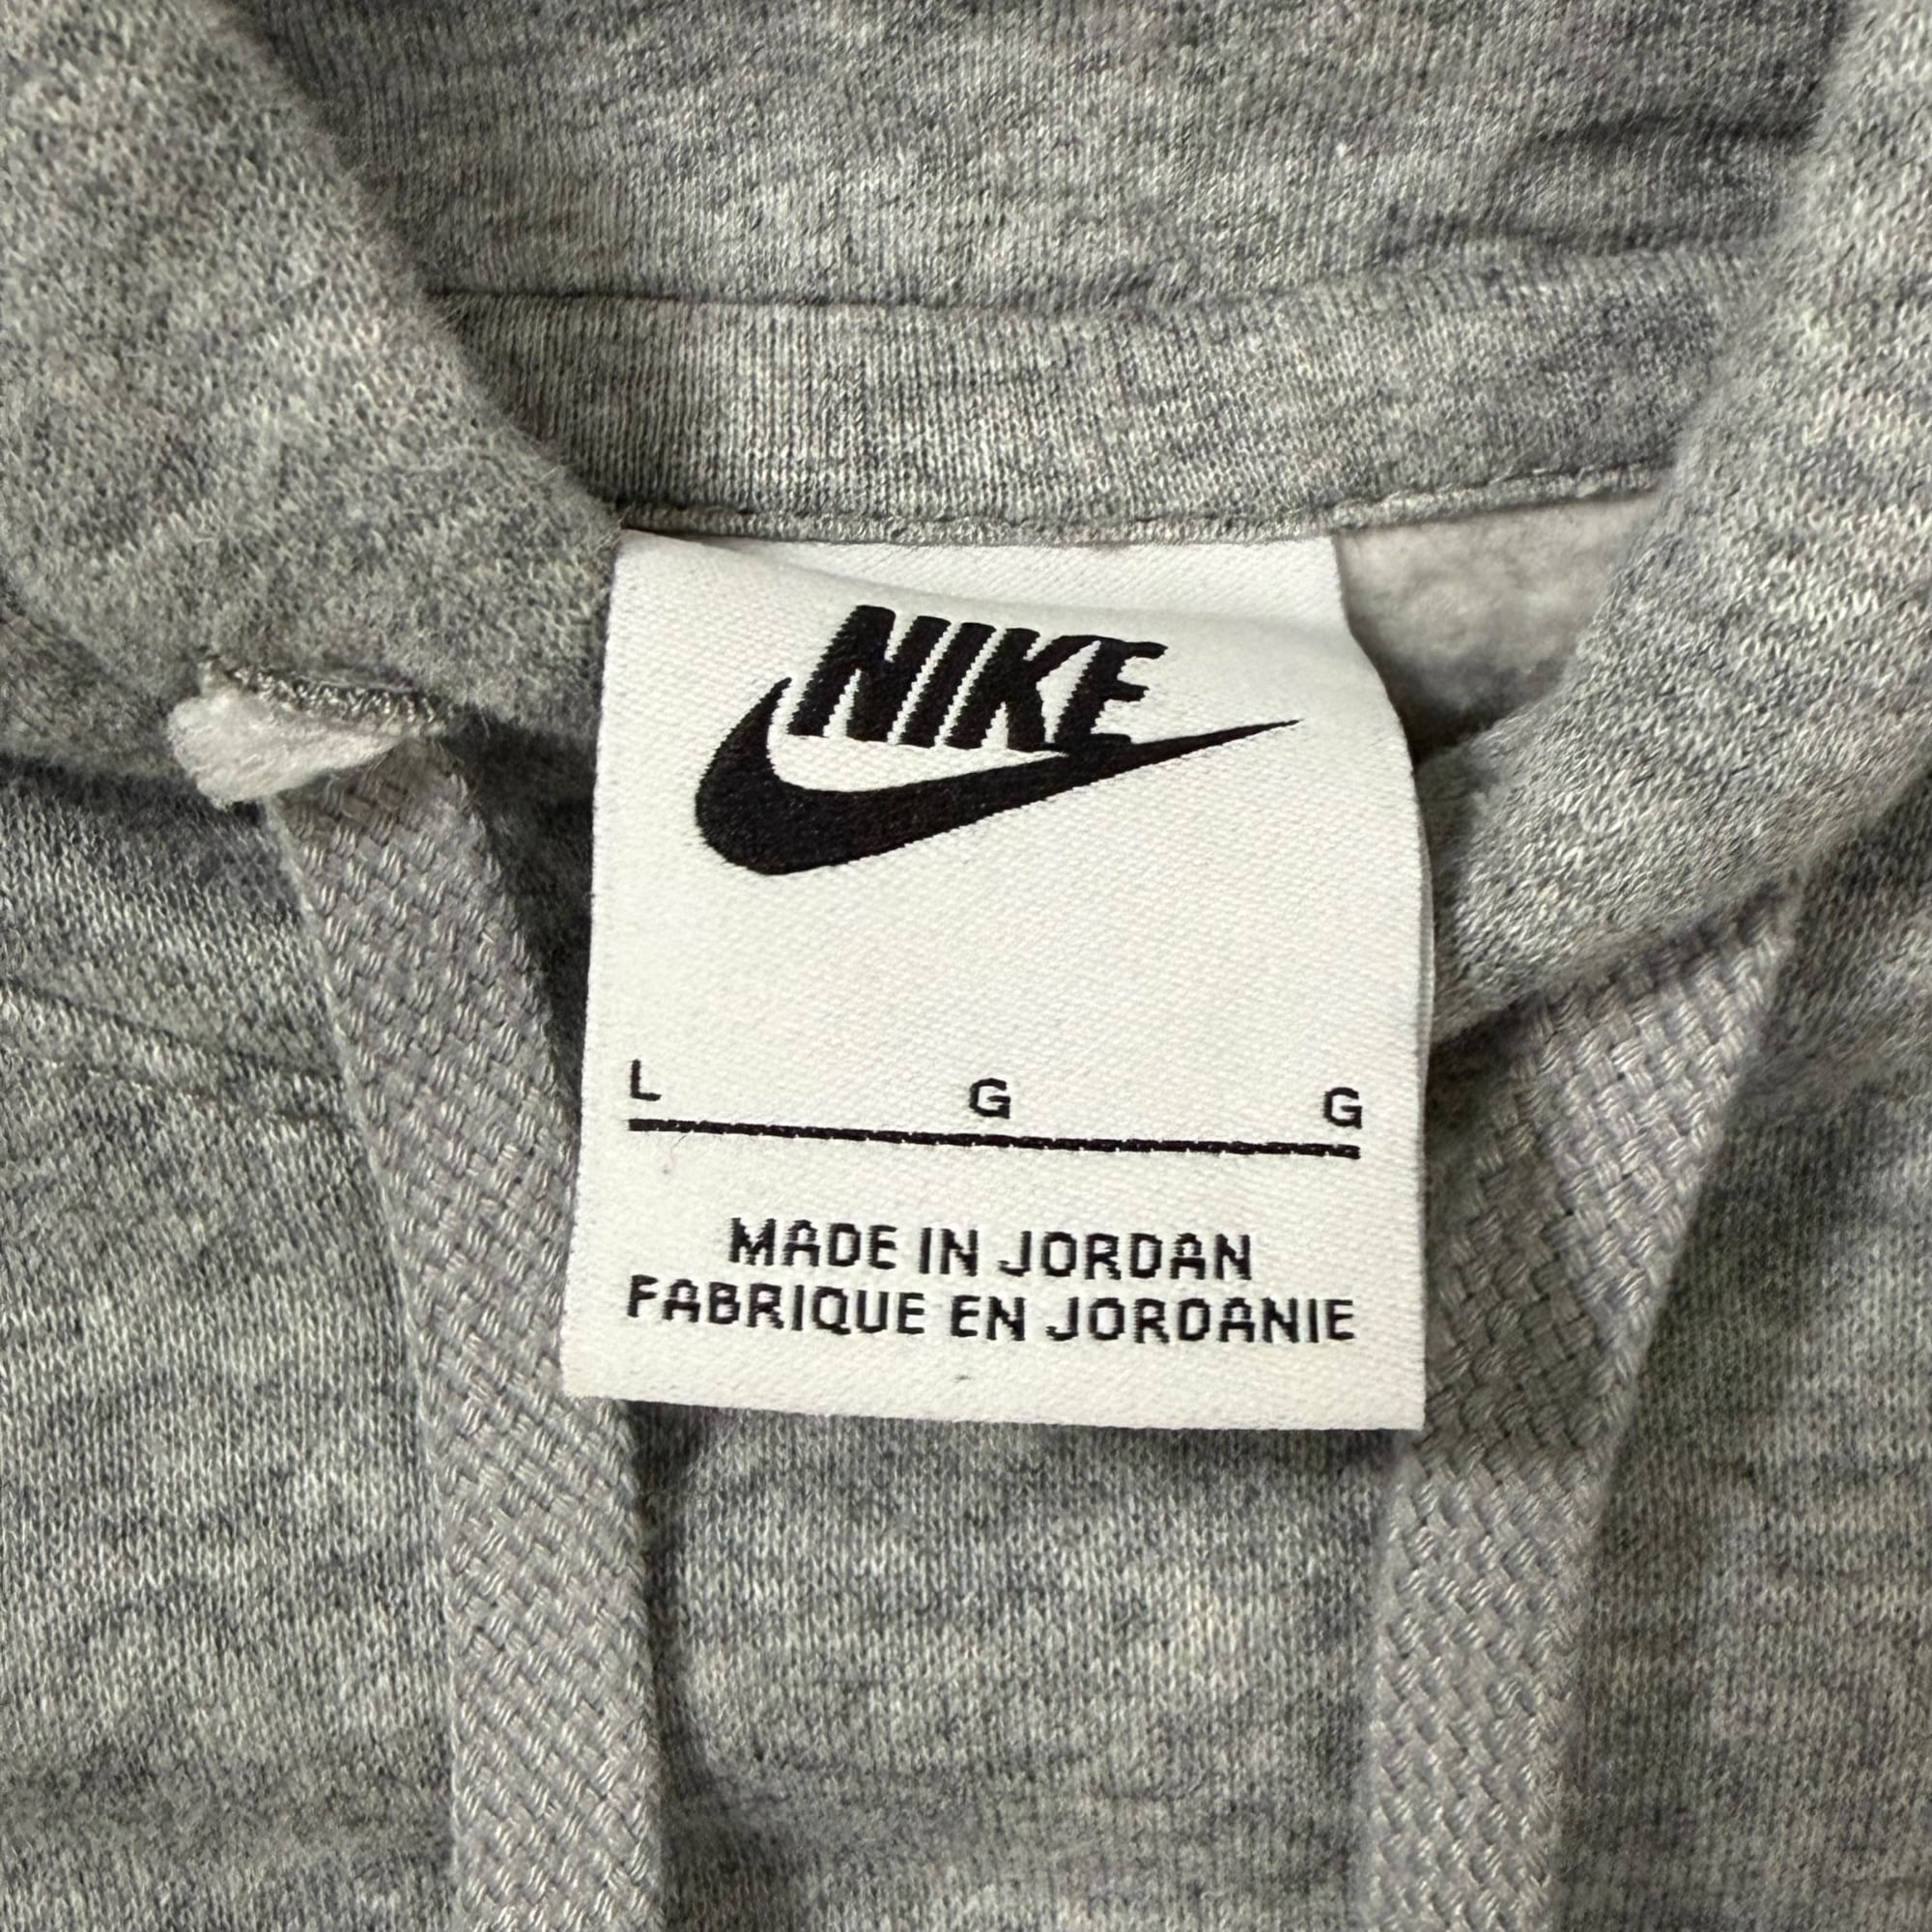 NIKE
L G G
MADE IN JORDAN
FABRIQUE EN JORDANIE